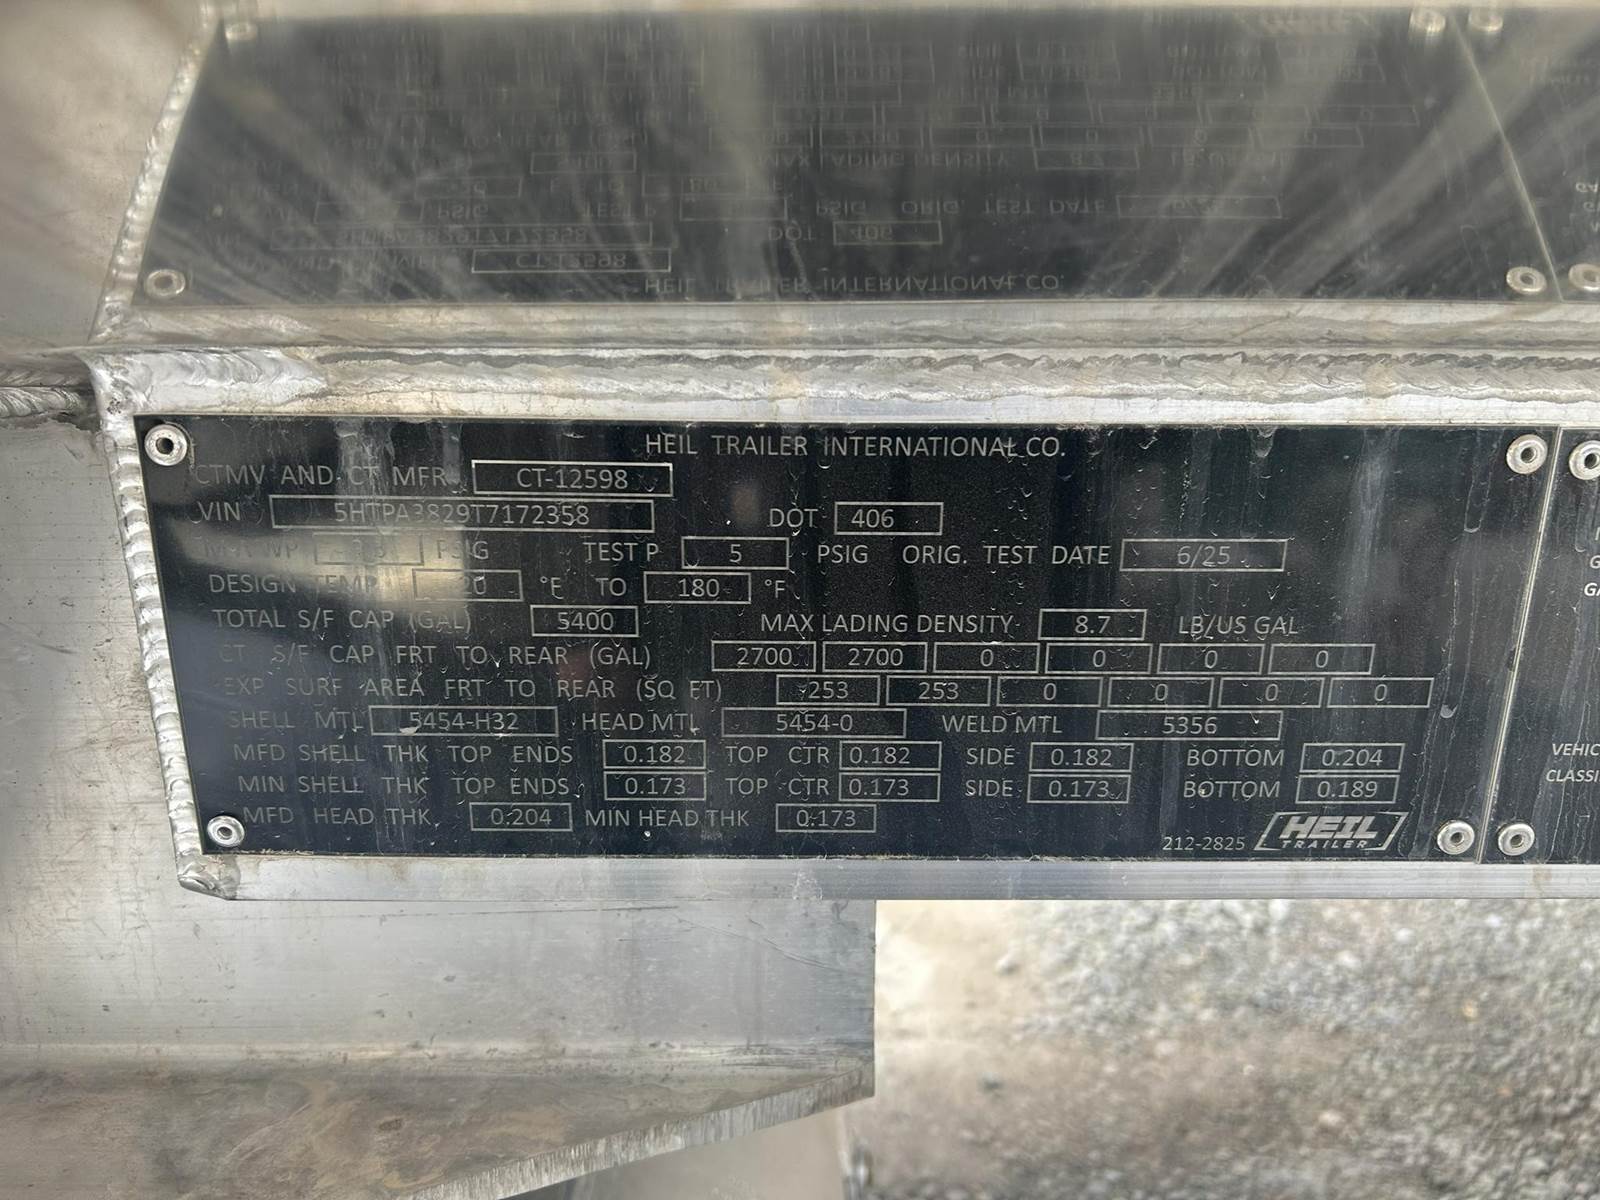 HEIL TRAILER INTERNATIONAL CO.
CTMV AND CT MFR CT-12598
VIN 5HTPA3829T7172358 DOT 406
MAWP PSIG TEST P 5 PSIG ORIG. TEST DATE 6/25
DESIGN TEMP 20 °F TO 180 °F
TOTAL S/F CAP (GAL) 5400 MAX LADING DENSITY 8.7 LB/US GAL
CT S/F CAP FRT TO REAR (GAL) 2700 2700 0 0 0 0
EXP SURF AREA FRT TO REAR (SQ FT) 253 253 0 0 0 0
SHELL MTL 5454-H32 HEAD MTL 5454-0 WELD MTL 5356
MFD SHELL THK TOP ENDS 0.182 TOP CTR 0.182 SIDE 0.182 BOTTOM 0.204
MIN SHELL THK TOP ENDS 0.173 TOP CTR 0.173 SIDE 0.173 BOTTOM 0.189
MFD HEAD THK 0.204 MIN HEAD THK 0.173
212-2825 HEIL
TRAILER